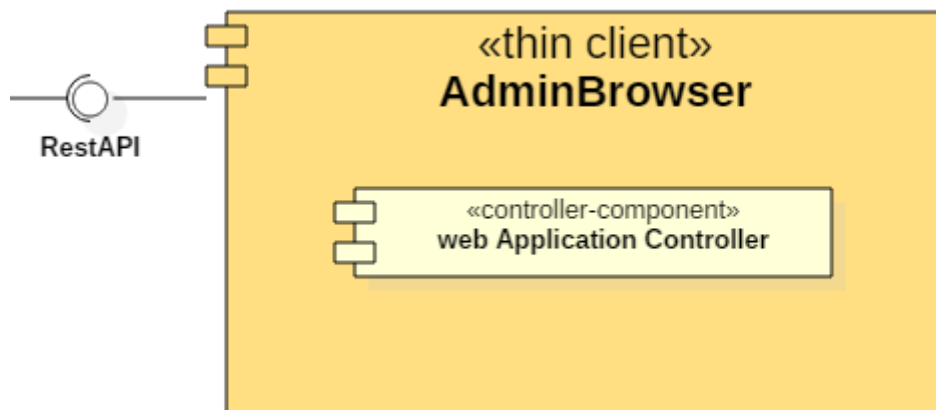 «thin client»
AdminBrowser
RestAPI
«controller-component»
web Application Controller